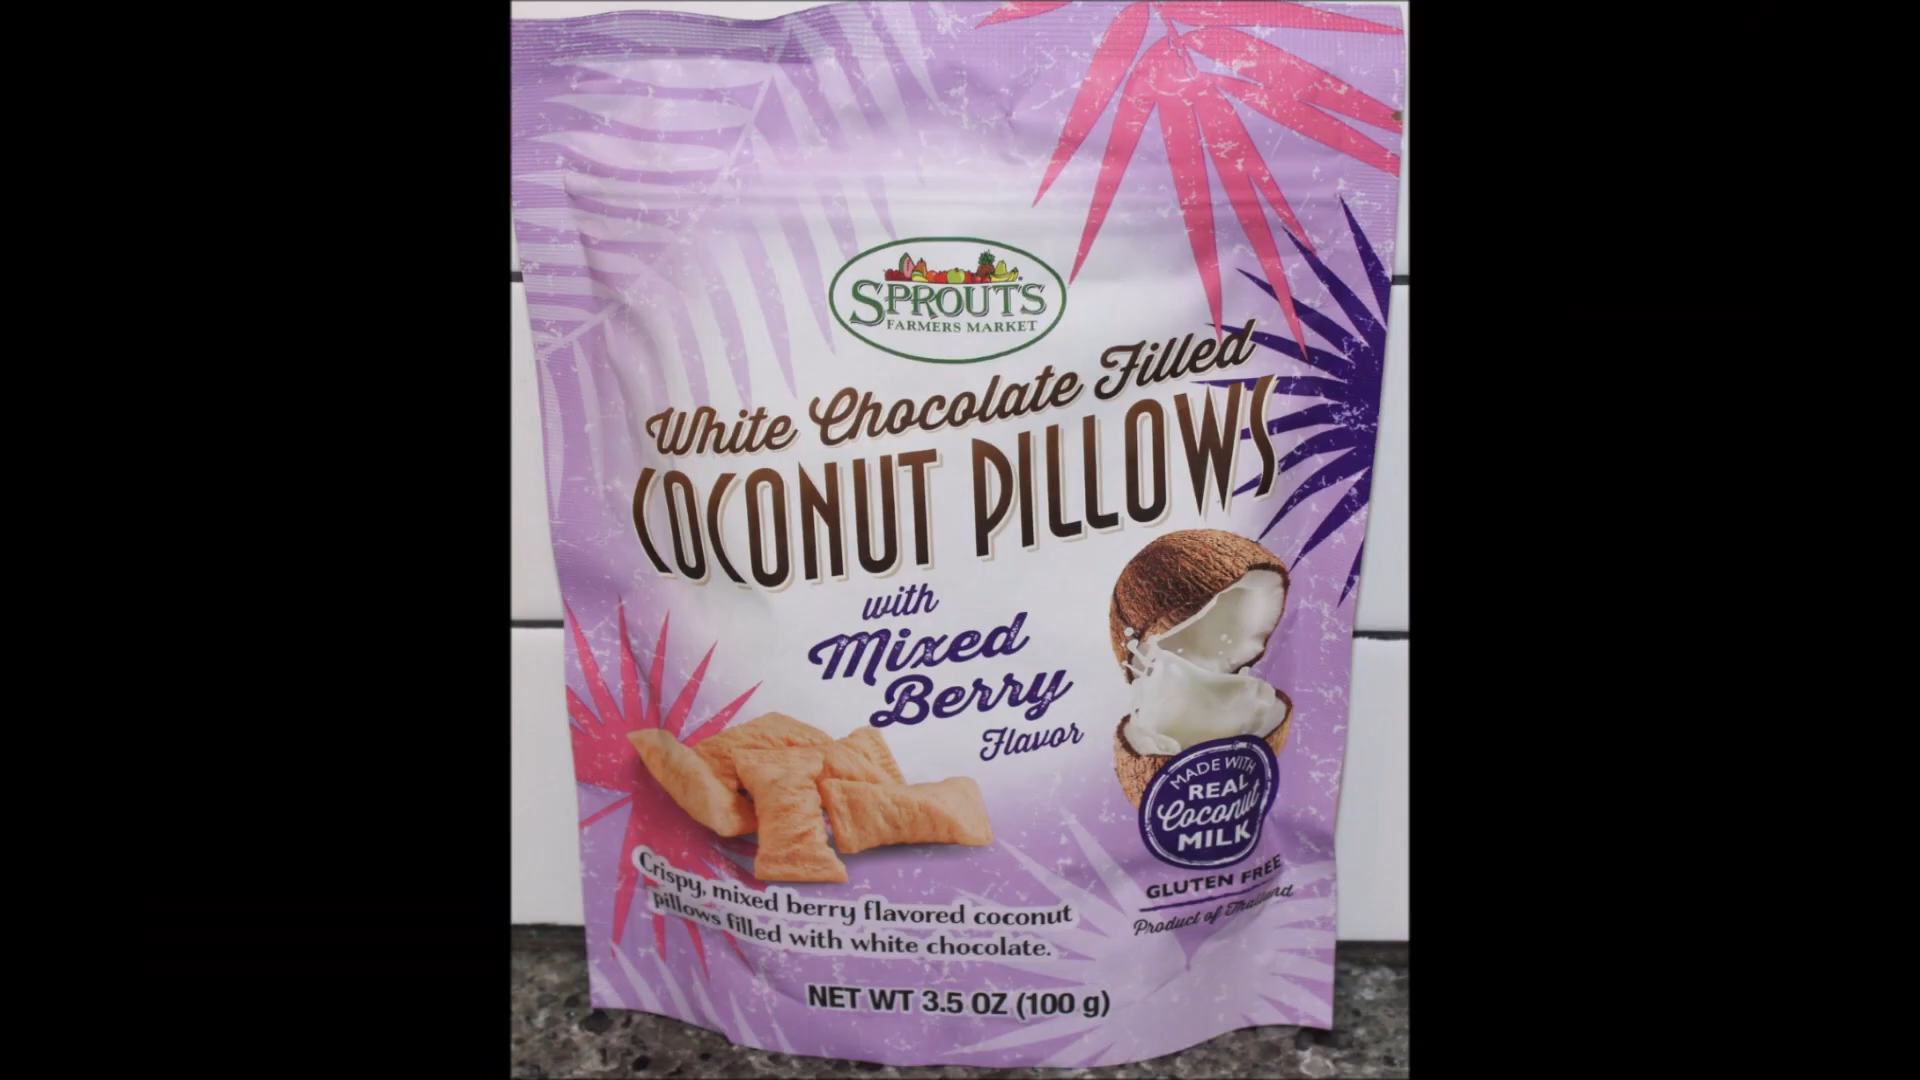 SPROUTS
FARMERS MARKET
White Chocolate Filled
COCONUT PILLOWS
with
Mixed
Berry
Flavor
MADE WITH
REAL
Coconut
MILK
GLUTEN FREE
Product of Thailand
Crispy, mixed berry flavored coconut
pillows filled with white chocolate.
NET WT 3.5 OZ (100 g)